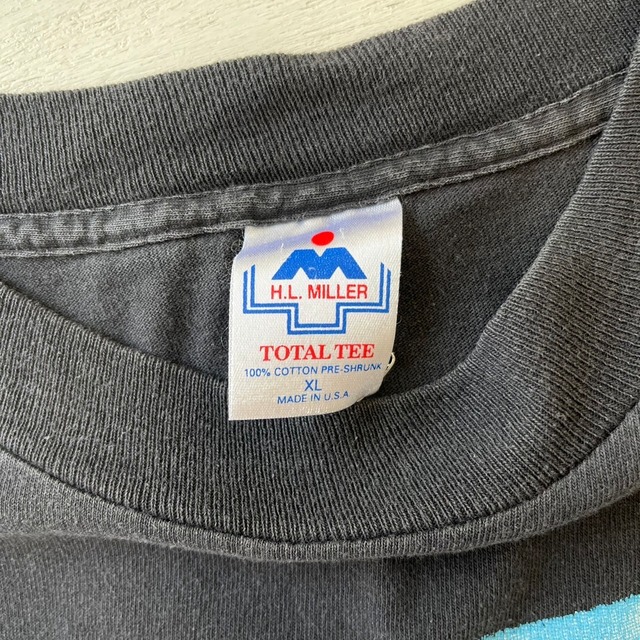 H.L. MILLER
TOTAL TEE
100% COTTON PRE-SHRUNK
XL
MADE IN U.S.A